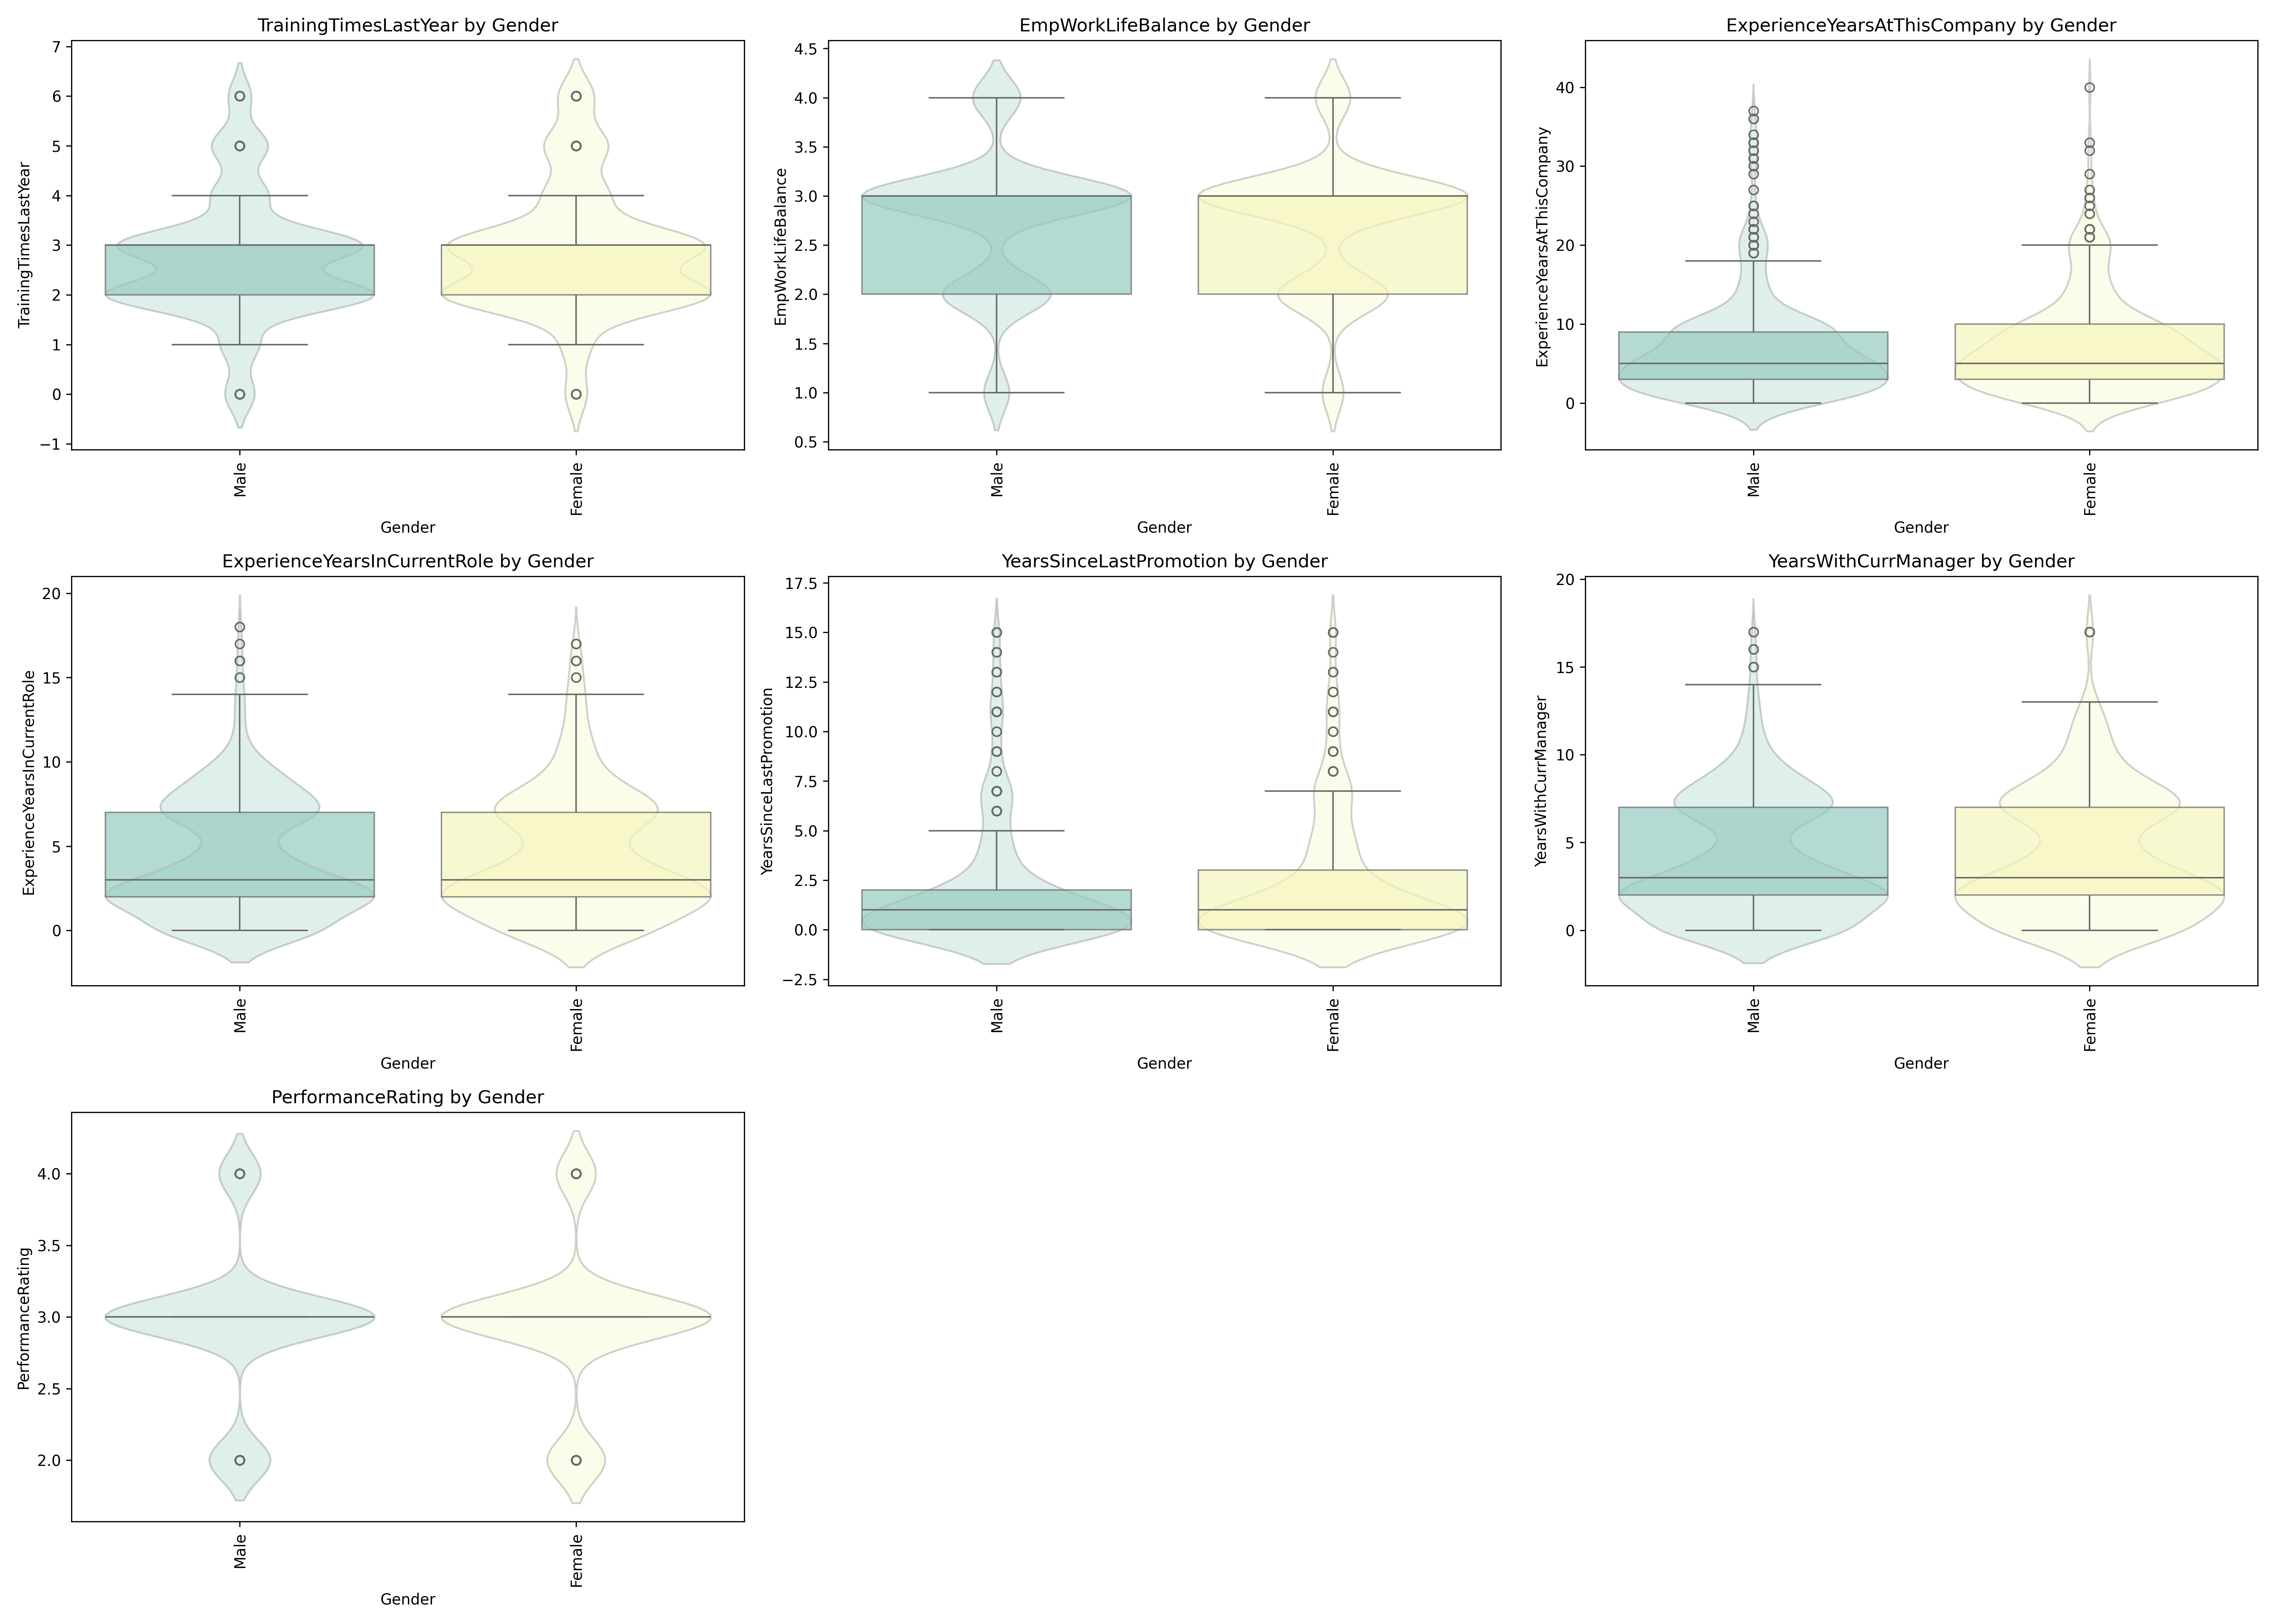 TrainingTimesLastYear by Gender
7
6
5
4
3
2
1
0
−1
TrainingTimesLastYear
Male
Female
Gender
EmpWorkLifeBalance by Gender
4.5
4.0
3.5
3.0
2.5
2.0
1.5
1.0
0.5
EmpWorkLifeBalance
Male
Female
Gender
ExperienceYearsAtThisCompany by Gender
40
30
20
10
0
ExperienceYearsAtThisCompany
Male
Female
Gender
ExperienceYearsInCurrentRole by Gender
20
15
10
5
0
ExperienceYearsInCurrentRole
Male
Female
Gender
YearsSinceLastPromotion by Gender
17.5
15.0
12.5
10.0
7.5
5.0
2.5
0.0
−2.5
YearsSinceLastPromotion
Male
Female
Gender
YearsWithCurrManager by Gender
20
15
10
5
0
YearsWithCurrManager
Male
Female
Gender
PerformanceRating by Gender
4.0
3.5
3.0
2.5
2.0
PerformanceRating
Male
Female
Gender